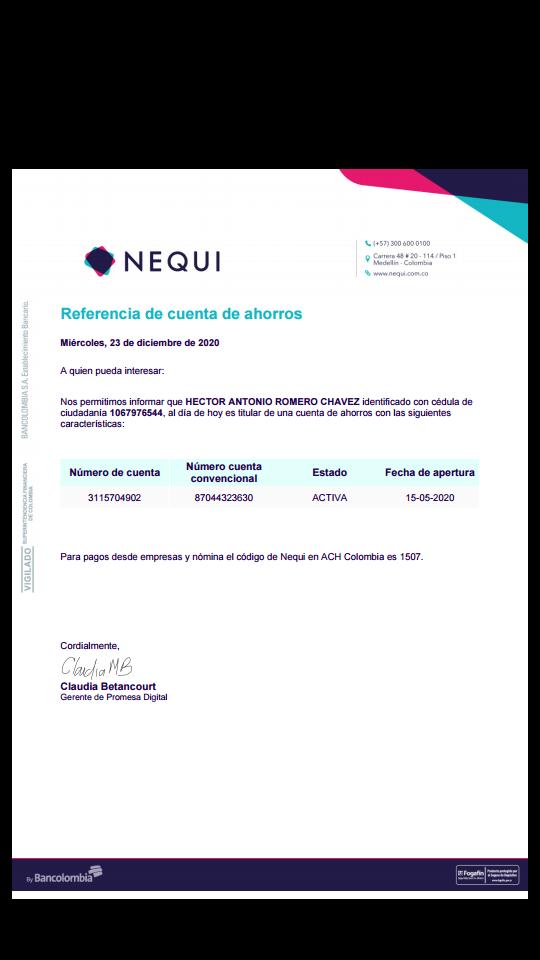 NEQUI
(+57) 300 600 0100
Carrera 48 # 20 - 114 / Piso 1
Medellín - Colombia
www.nequi.com.co
Referencia de cuenta de ahorros
Miércoles, 23 de diciembre de 2020
A quien pueda interesar:
Nos permitimos informar que HECTOR ANTONIO ROMERO CHAVEZ identificado con cédula de
ciudadanía 1067976544, al día de hoy es titular de una cuenta de ahorros con las siguientes
características:
Número de cuenta Número cuenta convencional Estado Fecha de apertura
3115704902 87044323630 ACTIVA 15-05-2020
Para pagos desde empresas y nómina el código de Nequi en ACH Colombia es 1507.
Cordialmente,
Claudia MB
Claudia Betancourt
Gerente de Promesa Digital
BANCOLOMBIA S.A. Establecimiento Bancario.
VIGILADO SUPERINTENDENCIA FINANCIERA
DE COLOMBIA
By Bancolombia
Fogafín